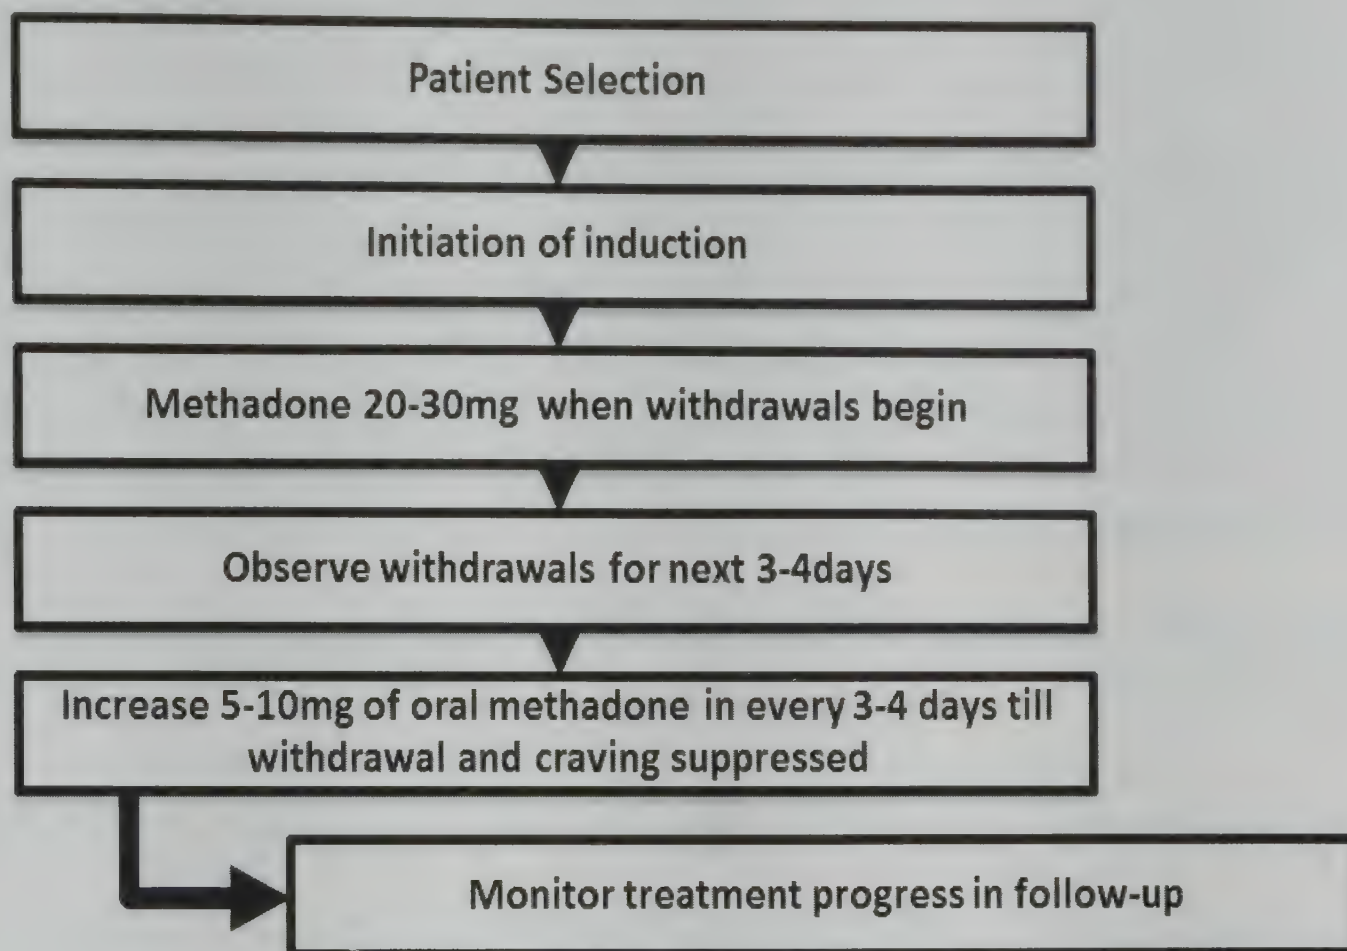 Patient Selection
Initiation of induction
Methadone 20-30mg when withdrawals begin
Observe withdrawals for next 3-4days
Increase 5-10mg of oral methadone in every 3-4 days till
withdrawal and craving suppressed
Monitor treatment progress in follow-up